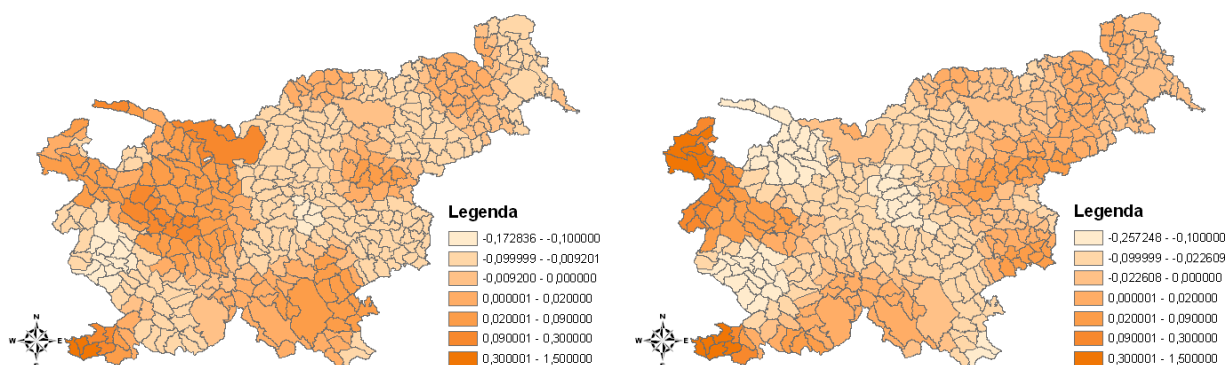 Legenda
-0,172836 - -0,100000
-0,099999 - -0,009201
-0,009200 - 0,000000
0,000001 - 0,020000
0,020001 - 0,090000
0,090001 - 0,300000
0,300001 - 1,500000
N
W E
S
Legenda
-0,257248 - -0,100000
-0,099999 - -0,022609
-0,022608 - 0,000000
0,000001 - 0,020000
0,020001 - 0,090000
0,090001 - 0,300000
0,300001 - 1,500000
N
W E
S